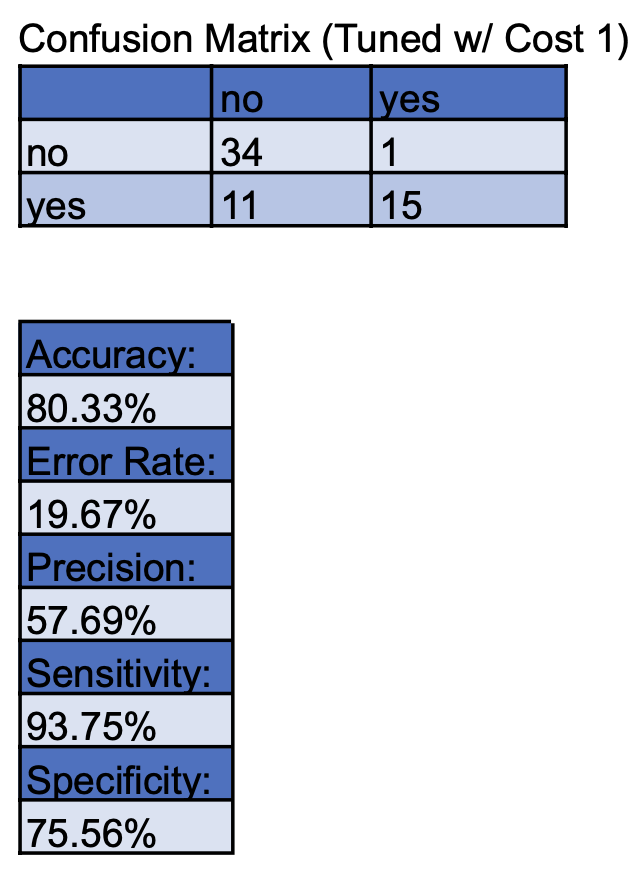 Confusion Matrix (Tuned w/ Cost 1)
no yes
no 34 1
yes 11 15
Accuracy:
80.33%
Error Rate:
19.67%
Precision:
57.69%
Sensitivity:
93.75%
Specificity:
75.56%